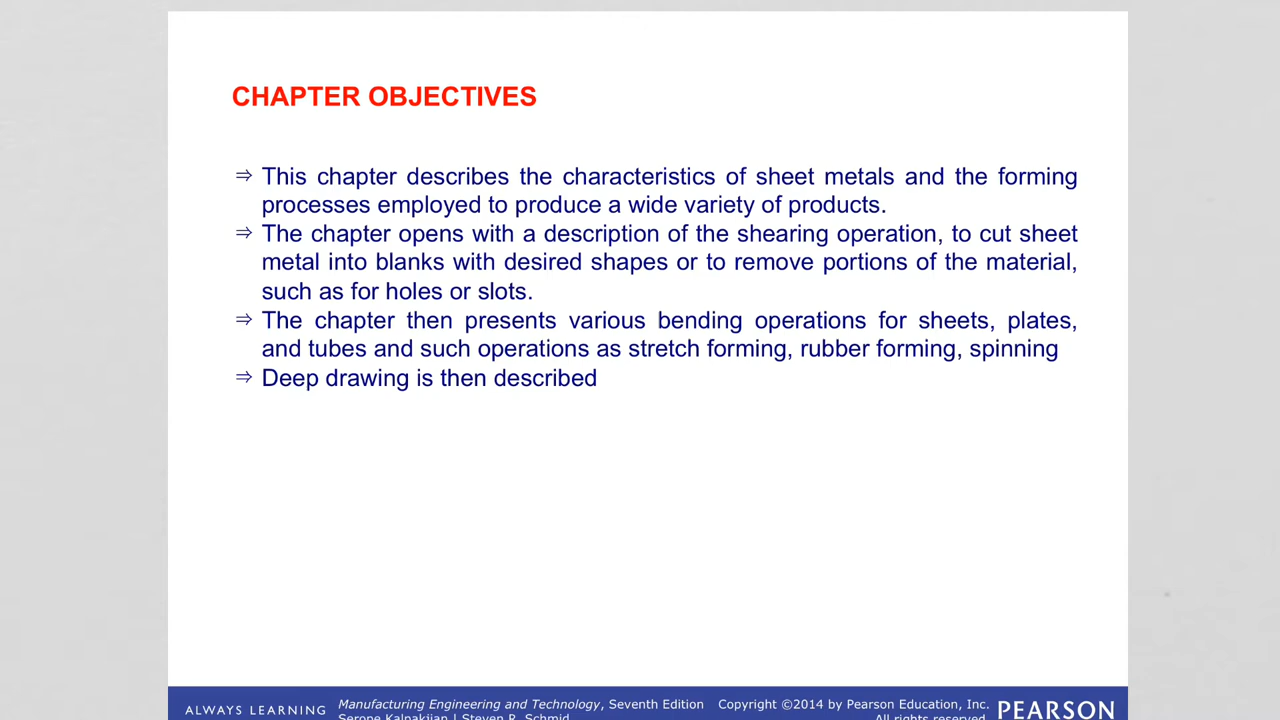 CHAPTER OBJECTIVES
⇒ This chapter describes the characteristics of sheet metals and the forming
processes employed to produce a wide variety of products.
⇒ The chapter opens with a description of the shearing operation, to cut sheet
metal into blanks with desired shapes or to remove portions of the material,
such as for holes or slots.
⇒ The chapter then presents various bending operations for sheets, plates,
and tubes and such operations as stretch forming, rubber forming, spinning
⇒ Deep drawing is then described
ALWAYS LEARNING
Manufacturing Engineering and Technology, Seventh Edition
Serope Kalpakjian | Steven R. Schmid
Copyright ©2014 by Pearson Education, Inc.
All rights reserved.
PEARSON